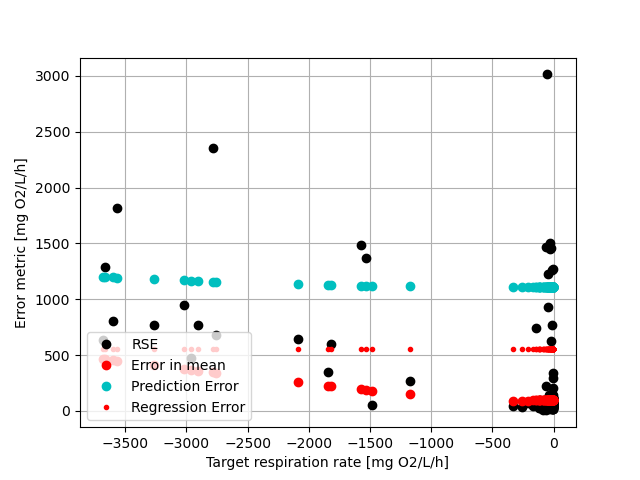 3000
2500
2000
1500
1000
500
0
Error metric [mg O2/L/h]
RSE
Error in mean
Prediction Error
Regression Error
−3500 −3000 −2500 −2000 −1500 −1000 −500 0
Target respiration rate [mg O2/L/h]